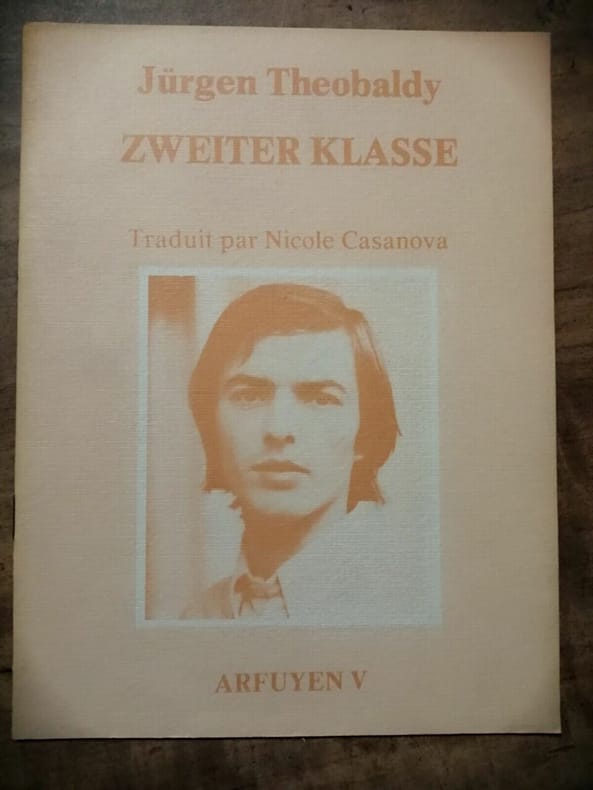 Jürgen Theobaldy
ZWEITER KLASSE
Traduit par Nicole Casanova
ARFUYEN V